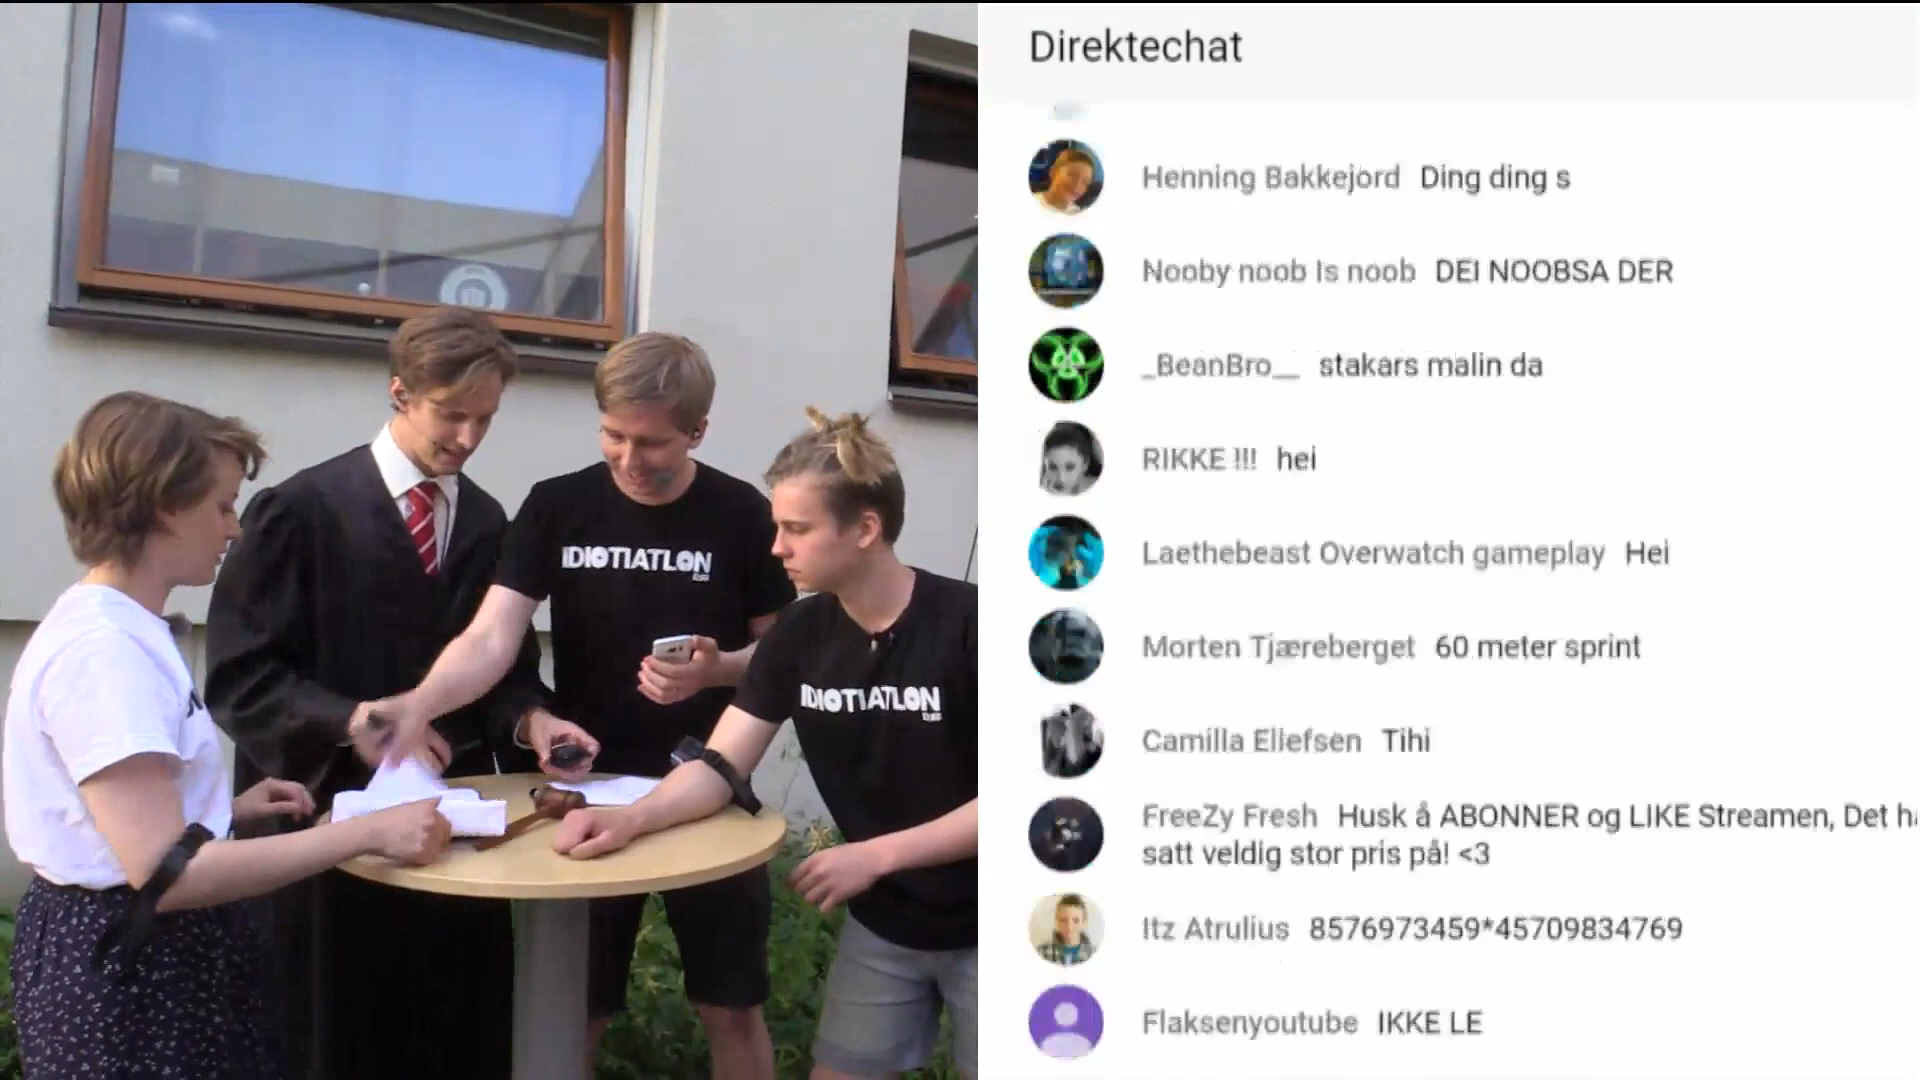 Direktechat
Henning Bakkejord Ding ding s
Nooby noob Is noob DEI NOOBSA DER
_BeanBro__ stakars malin da
RIKKE !!! hei
Laethebeast Overwatch gameplay Hei
Morten Tjæreberget 60 meter sprint
Camilla Ellefsen Tihi
FreeZy Fresh Husk å ABONNER og LIKE Streamen, Det
satt veldig stor pris på! <3
Itz Atrulius 8576973459*45709834769
Flaksenyoutube IKKE LE
IDIOTIATLON
IDIOTIATLON